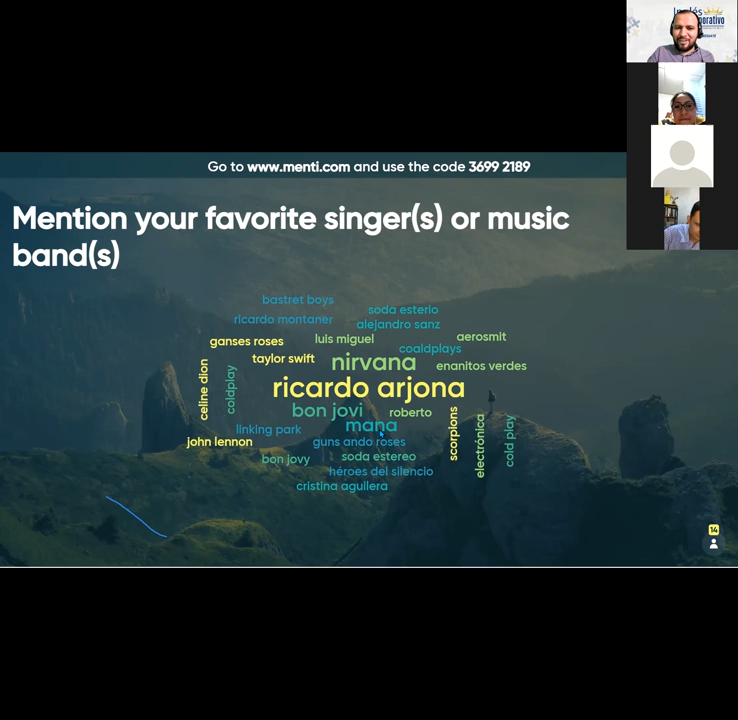 Inglés
porativo
Go to www.menti.com and use the code 3699 2189
Mention your favorite singer(s) or music
band(s)
bastret boys
soda esterio
ricardo montaner
alejandro sanz
ganses roses
luis miguel
aerosmit
coaldplays
taylor swift
nirvana
enanitos verdes
celine dion
coldplay
ricardo arjona
bon jovi
roberto
mana
scorpions
electrónica
cold play
linking park
john lennon
guns ando roses
bon jovy
soda estereo
héroes del silencio
cristina aguilera
14